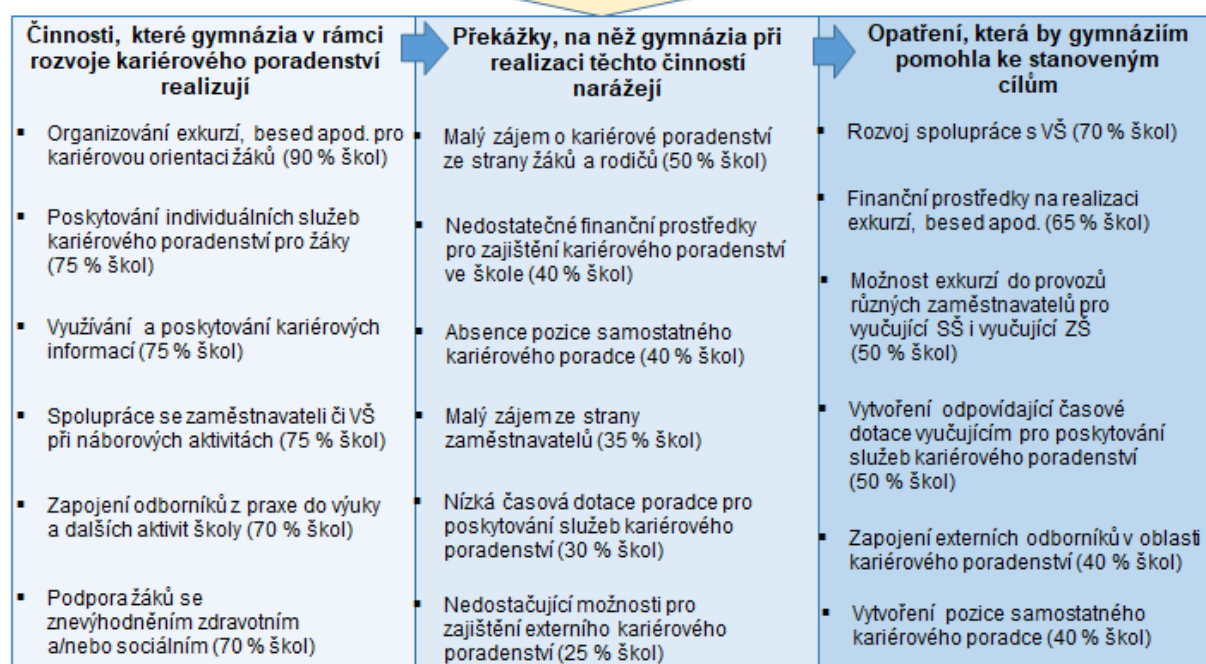 Činnosti, které gymnázia v rámci
rozvoje kariérového poradenství
realizují
▪ Organizování exkurzí, besed apod. pro
kariérovou orientaci žáků (90 % škol)
▪ Poskytování individuálních služeb
kariérového poradenství pro žáky
(75 % škol)
▪ Využívání a poskytování kariérových
informací (75 % škol)
▪ Spolupráce se zaměstnavateli či VŠ
při náborových aktivitách (75 % škol)
▪ Zapojení odborníků z praxe do výuky
a dalších aktivit školy (70 % škol)
▪ Podpora žáků se
znevýhodněním zdravotním
a/nebo sociálním (70 % škol)
Překážky, na něž gymnázia při
realizaci těchto činností
narážejí
▪ Malý zájem o kariérové poradenství
ze strany žáků a rodičů (50 % škol)
▪ Nedostatečné finanční prostředky
pro zajištění kariérového poradenství
ve škole (40 % škol)
▪ Absence pozice samostatného
kariérového poradce (40 % škol)
▪ Malý zájem ze strany
zaměstnavatelů (35 % škol)
▪ Nízká časová dotace poradce pro
poskytování služeb kariérového
poradenství (30 % škol)
▪ Nedostačující možnosti pro
zajištění externího kariérového
poradenství (25 % škol)
Opatření, která by gymnáziím
pomohla ke stanoveným
cílům
▪ Rozvoj spolupráce s VŠ (70 % škol)
▪ Finanční prostředky na realizaci
exkurzí, besed apod. (65 % škol)
▪ Možnost exkurzí do provozů
různých zaměstnavatelů pro
vyučující SŠ i vyučující ZŠ
(50 % škol)
▪ Vytvoření odpovídající časové
dotace vyučujícím pro poskytování
služeb kariérového poradenství
(50 % škol)
▪ Zapojení externích odborníků v oblasti
kariérového poradenství (40 % škol)
▪ Vytvoření pozice samostatného
kariérového poradce (40 % škol)